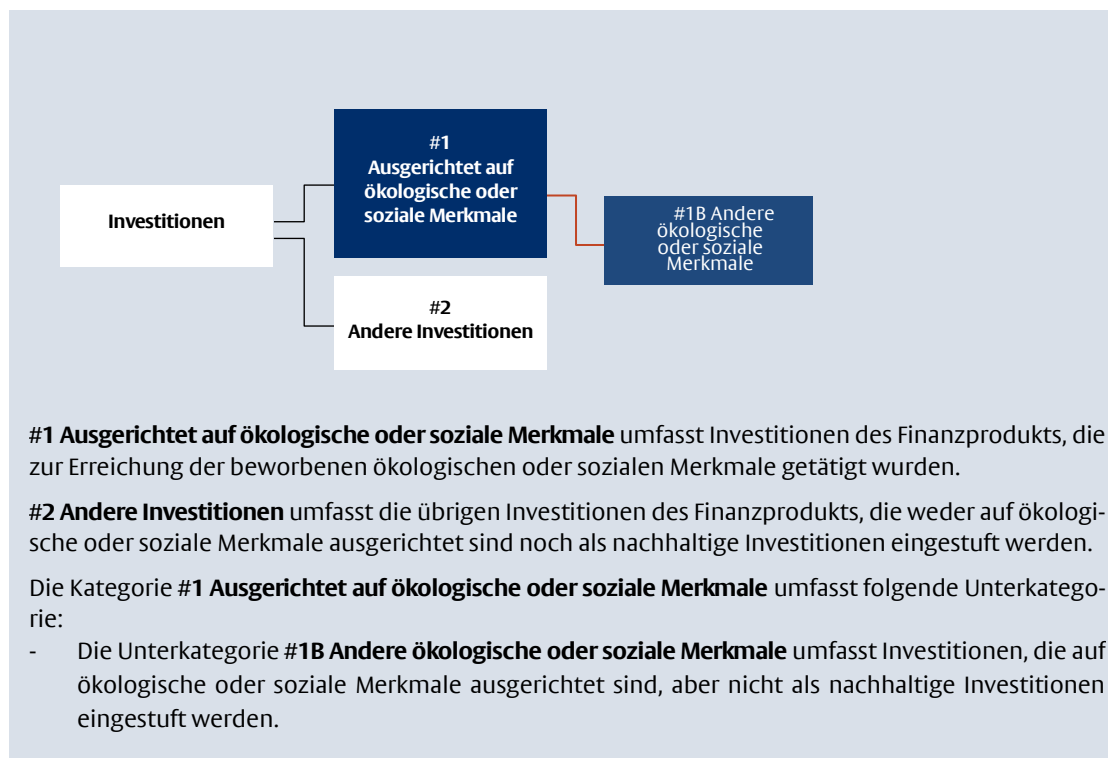 #1
Ausgerichtet auf
ökologische oder
soziale Merkmale
Investitionen
#1B Andere
ökologische
oder soziale
Merkmale
#2
Andere Investitionen
#1 Ausgerichtet auf ökologische oder soziale Merkmale umfasst Investitionen des Finanzprodukts, die
zur Erreichung der beworbenen ökologischen oder sozialen Merkmale getätigt wurden.
#2 Andere Investitionen umfasst die übrigen Investitionen des Finanzprodukts, die weder auf ökologi-
sche oder soziale Merkmale ausgerichtet sind noch als nachhaltige Investitionen eingestuft werden.
Die Kategorie #1 Ausgerichtet auf ökologische oder soziale Merkmale umfasst folgende Unterkatego-
rie:
- Die Unterkategorie #1B Andere ökologische oder soziale Merkmale umfasst Investitionen, die auf
ökologische oder soziale Merkmale ausgerichtet sind, aber nicht als nachhaltige Investitionen
eingestuft werden.